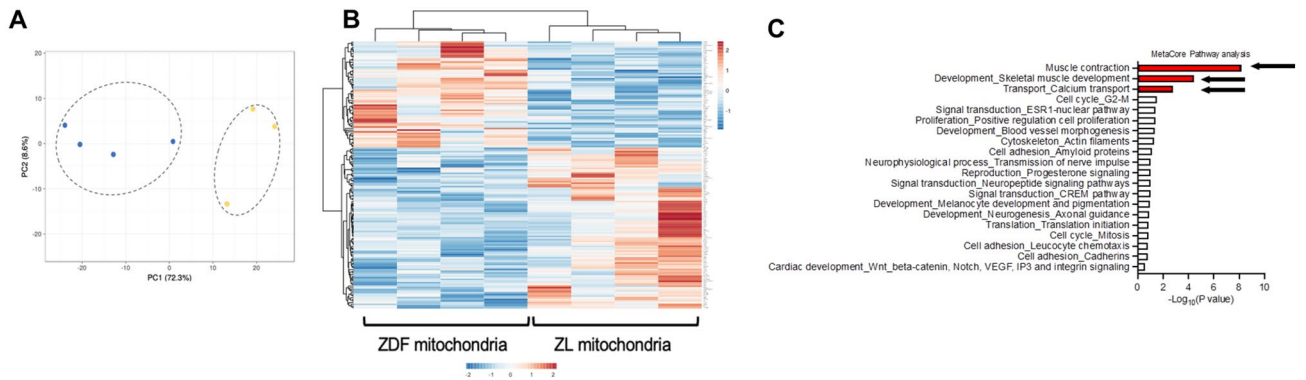 A
20
10
0
-10
-20
PC2 (8.6%)
-20
-10
0
10
20
PC1 (72.3%)
B
2
1
0
-1
ZDF mitochondria
ZL mitochondria
-2
-1
0
1
2
C
MetaCore Pathway analysis
Muscle contraction
Development_Skeletal muscle development
Transport_Calcium transport
Cell cycle_G2-M
Signal transduction_ESR1-nuclear pathway
Proliferation_Positive regulation cell proliferation
Development_Blood vessel morphogenesis
Cytoskeleton_Actin filaments
Cell adhesion_Amyloid proteins
Neurophysiological process_Transmission of nerve impulse
Reproduction_Progesterone signaling
Signal transduction_Neuropeptide signaling pathways
Signal transduction_CREM pathway
Development_Melanocyte development and pigmentation
Development_Neurogenesis_Axonal guidance
Translation_Translation initiation
Cell cycle_Mitosis
Cell adhesion_Leucocyte chemotaxis
Cell adhesion_Cadherins
Cardiac development_Wnt_beta-catenin, Notch, VEGF, IP3 and integrin signaling
0 2 4 6 8 10
-Log10(P value)